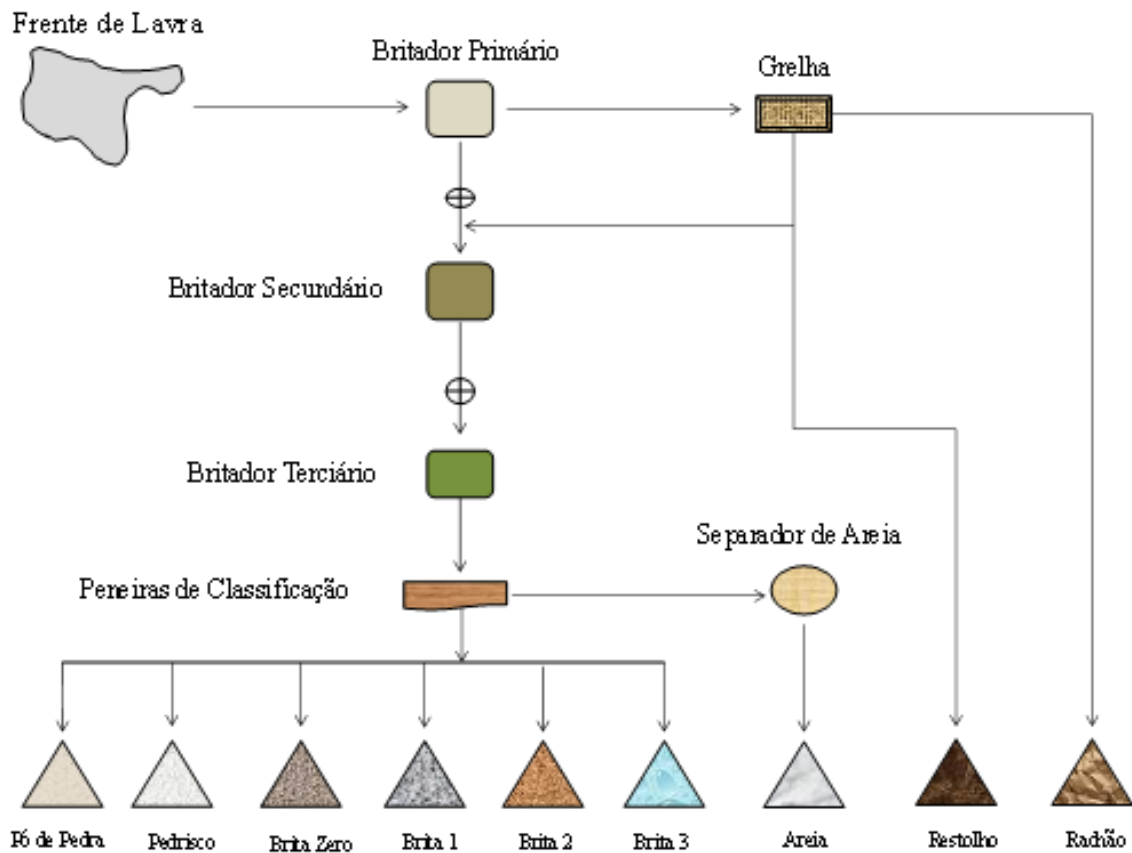 Frente de Lavra
Britador Primário
Grelha
Britador Secundário
Britador Terciário
Separador de Areia
Peneiras de Classificação
Pó de Pedra
Pedrisco
Brita Zero
Brita 1
Brita 2
Brita 3
Areia
Restolho
Rachão